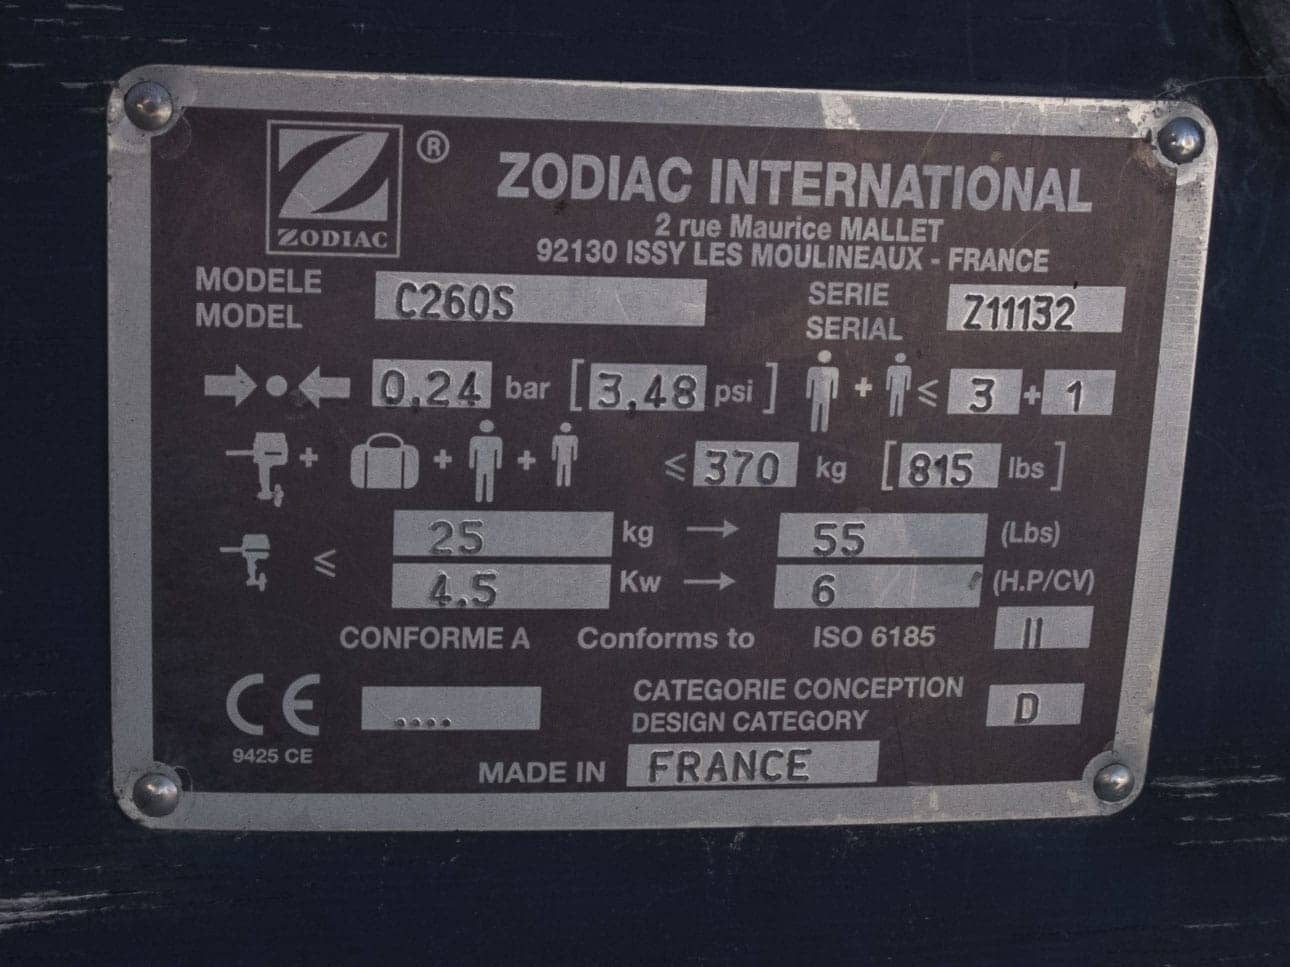 ZODIAC ®
ZODIAC INTERNATIONAL
2 rue Maurice MALLET
92130 ISSY LES MOULINEAUX - FRANCE
MODELE
MODEL
C260S
SERIE
SERIAL
Z11132
0,24 bar [3,48 psi]
+ ≤ 3 + 1
+ + + ≤ 370 kg [815 lbs]
≤
25 kg → 55 (Lbs)
4.5 Kw → 6 (H.P/CV)
CONFORME A Conforms to ISO 6185 II
CE
9425 CE
....
CATEGORIE CONCEPTION
DESIGN CATEGORY
D
MADE IN FRANCE